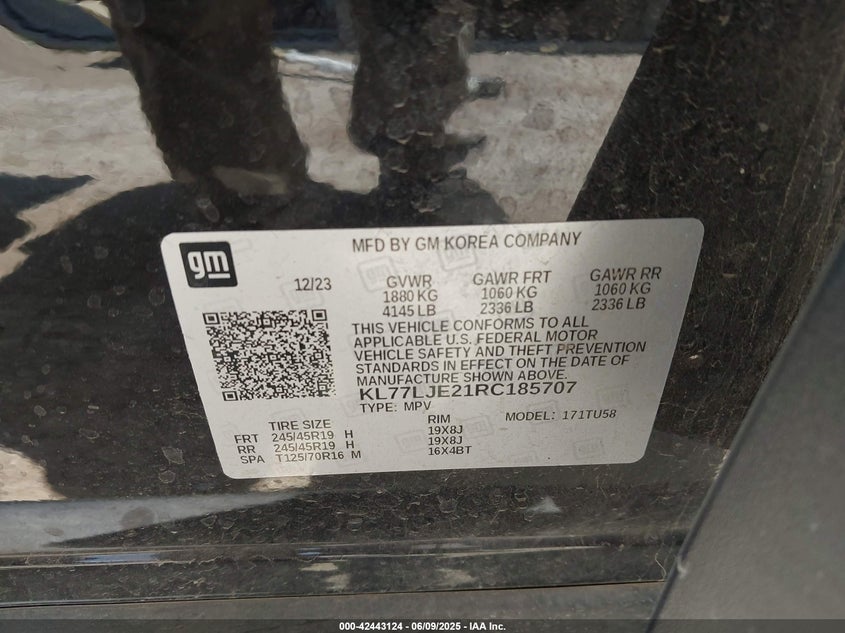 gm
MFD BY GM KOREA COMPANY
12/23
GVWR GAWR FRT GAWR RR
1880 KG 1060 KG 1060 KG
4145 LB 2336 LB 2336 LB
THIS VEHICLE CONFORMS TO ALL
APPLICABLE U.S. FEDERAL MOTOR
VEHICLE SAFETY AND THEFT PREVENTION
STANDARDS IN EFFECT ON THE DATE OF
MANUFACTURE SHOWN ABOVE.
KL77LJE21RC185707
TYPE: MPV MODEL: 171TU58
TIRE SIZE RIM
FRT 245/45R19 H 19X8J
RR 245/45R19 H 19X8J
SPA T125/70R16 M 16X4BT
000-42443124 - 06/09/2025 - IAA Inc.